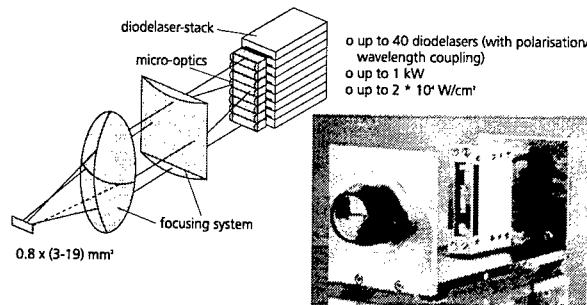 diodelaser-stack
micro-optics
o up to 40 diodelasers (with polarisation/
wavelength coupling)
o up to 1 kW
o up to 2 * 10⁴ W/cm²
focusing system
0.8 x (3-19) mm²